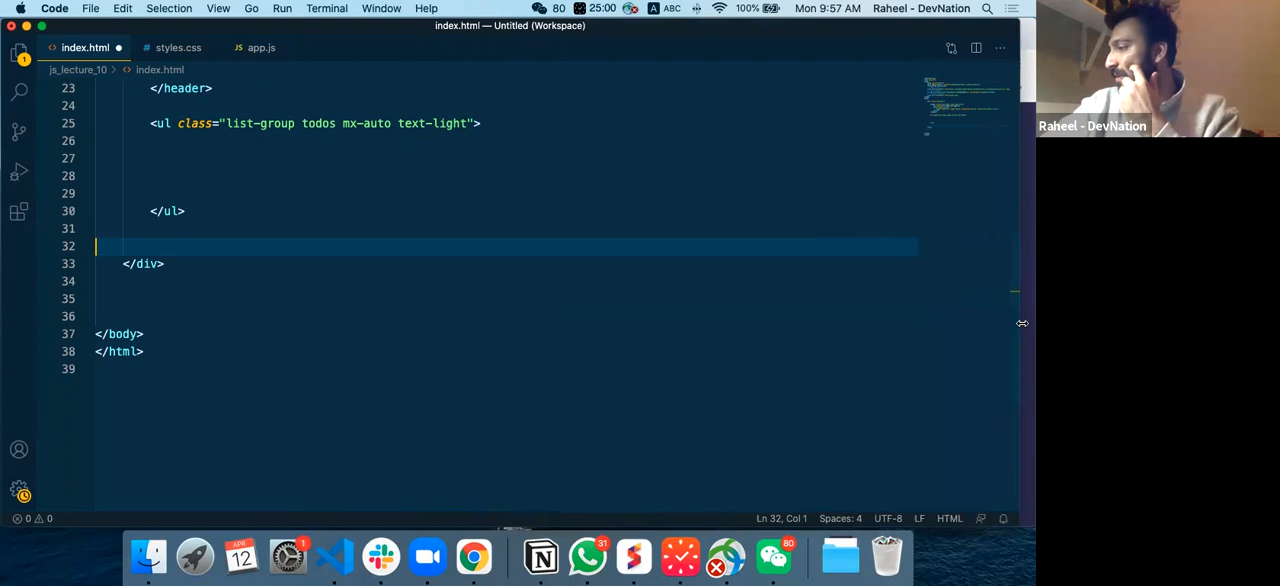 Code File Edit Selection View Go Run Terminal Window Help 80 25:00 A ABC 100% Mon 9:57 AM Raheel - DevNation
index.html — Untitled (Workspace)
<> index.html # styles.css JS app.js
js_lecture_10 > <> index.html
1
23 </header>
24
25 <ul class="list-group todos mx-auto text-light">
26
27
28
29
30 </ul>
31
32
33 </div>
34
35
36
37 </body>
38 </html>
39
0 0 Ln 32, Col 1 Spaces: 4 UTF-8 LF HTML
Raheel - DevNation
APR
12
1
31
80